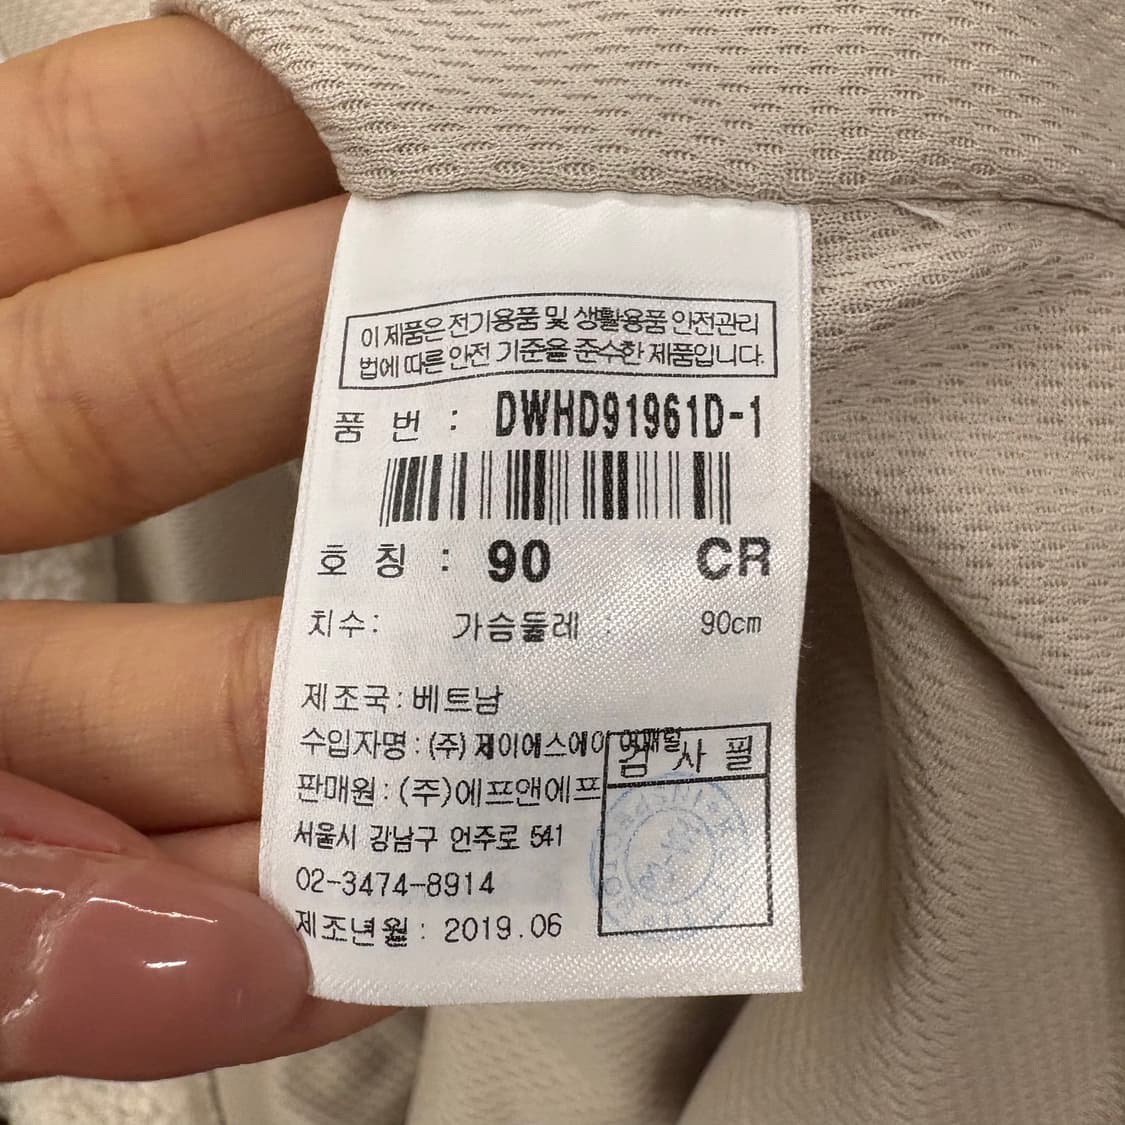 이 제품은 전기용품 및 생활용품 안전관리
법에 따른 안전 기준을 준수한 제품입니다.
품 번 : DWHD91961D-1
호 칭 : 90 CR
치수: 가슴둘레 : 90cm
제조국:베트남
수입자명:(주)제이에스에이
검 사 필
판매원:(주)에프앤에프
서울시 강남구 언주로 541
02-3474-8914
제조년월: 2019.06